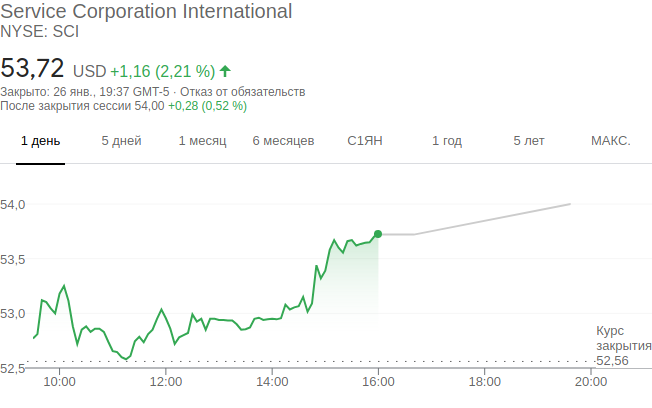 Service Corporation International
NYSE: SCI
53,72 USD +1,16 (2,21 %)
Закрыто: 26 янв., 19:37 GMT-5 · Отказ от обязательств
После закрытия сессии 54,00 +0,28 (0,52 %)
1 день 5 дней 1 месяц 6 месяцев С1ЯН 1 год 5 лет МАКС.
54,0
53,5
53,0
Курс
закрытия
52,56
52,5
10:00 12:00 14:00 16:00 18:00 20:00